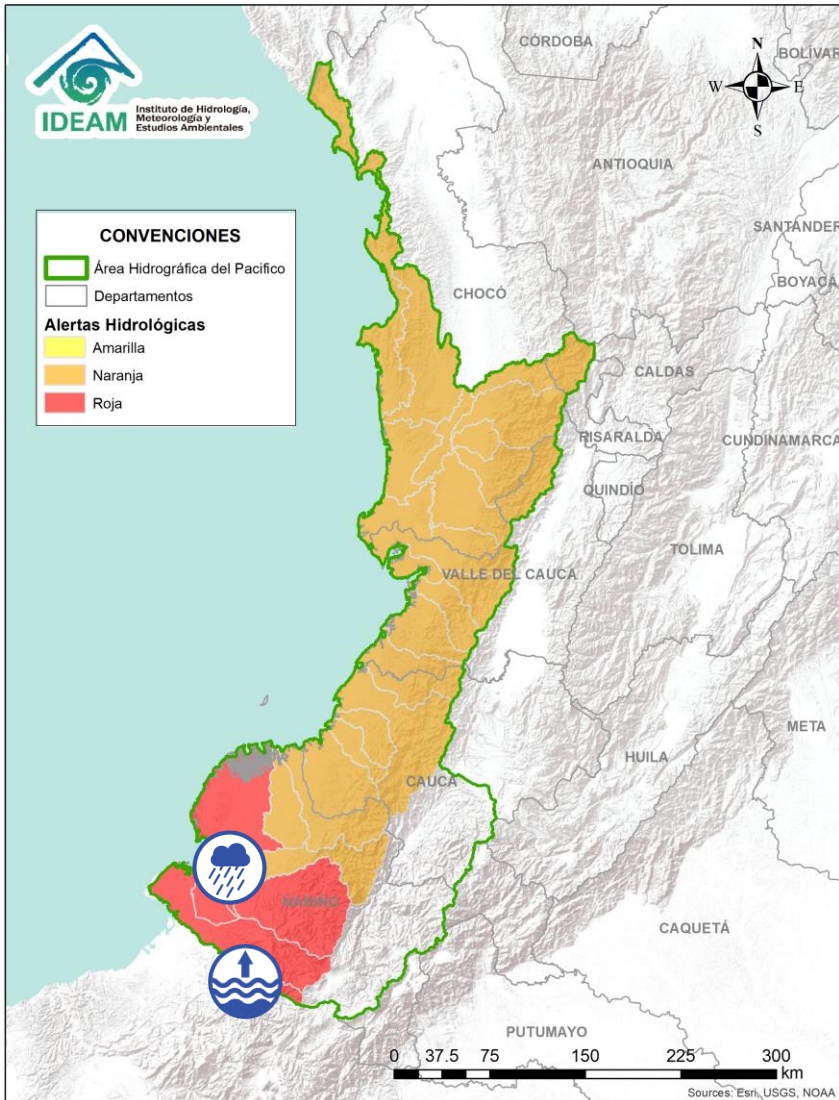 IDEAM
Instituto de Hidrología,
Meteorología y
Estudios Ambientales
CÓRDOBA
BOLÍVAR
N
W
E
S
ANTIOQUIA
SANTANDER
BOYACÁ
CONVENCIONES
Área Hidrográfica del Pacifico
Departamentos
Alertas Hidrológicas
Amarilla
Naranja
Roja
CHOCÓ
CALDAS
RISARALDA
CUNDINAMARCA
QUINDÍO
TOLIMA
VALLE DEL CAUCA
META
HUILA
CAUCA
NARIÑO
CAQUETÁ
PUTUMAYO
0 37.5 75 150 225 300
km
Sources: Esri, USGS, NOAA